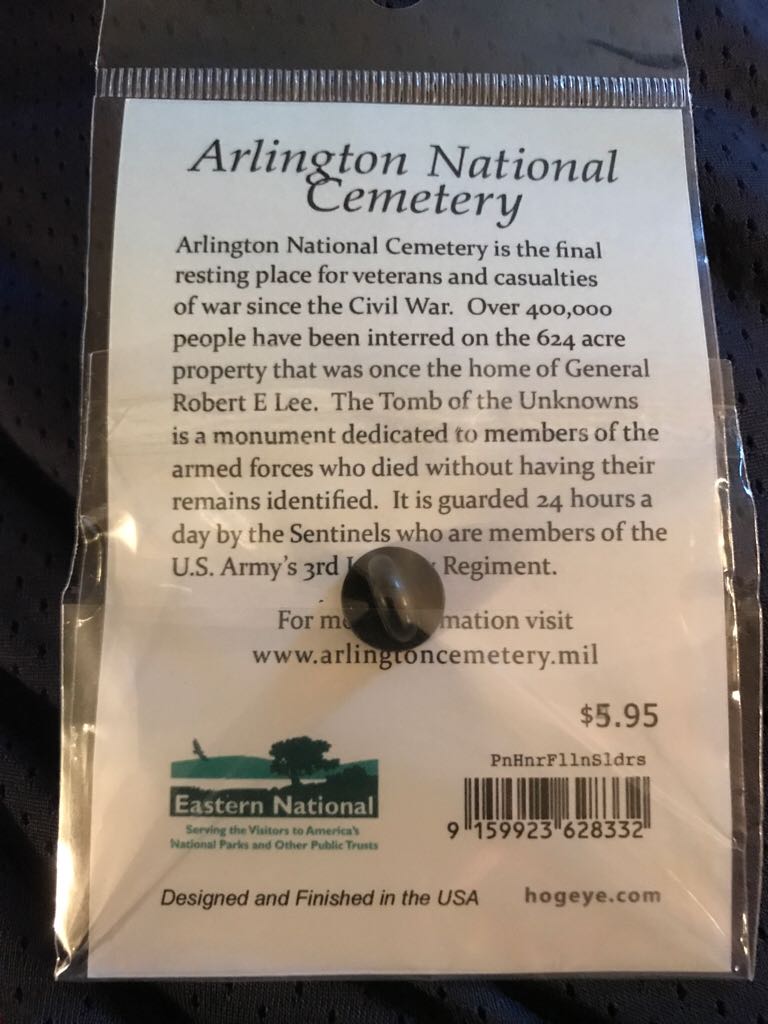 Arlington National
Cemetery
Arlington National Cemetery is the final
resting place for veterans and casualties
of war since the Civil War. Over 400,000
people have been interred on the 624 acre
property that was once the home of General
Robert E Lee. The Tomb of the Unknowns
is a monument dedicated to members of the
armed forces who died without having their
remains identified. It is guarded 24 hours a
day by the Sentinels who are members of the
U.S. Army's 3rd Regiment.
For visit
www.arlingtoncemetery.mil
$5.95
PnHnrFllnSldrs
9 159923 628332
Eastern National
Serving the Visitors to America's
National Parks and Other Public Trusts
Designed and Finished in the USA
hogeye.com